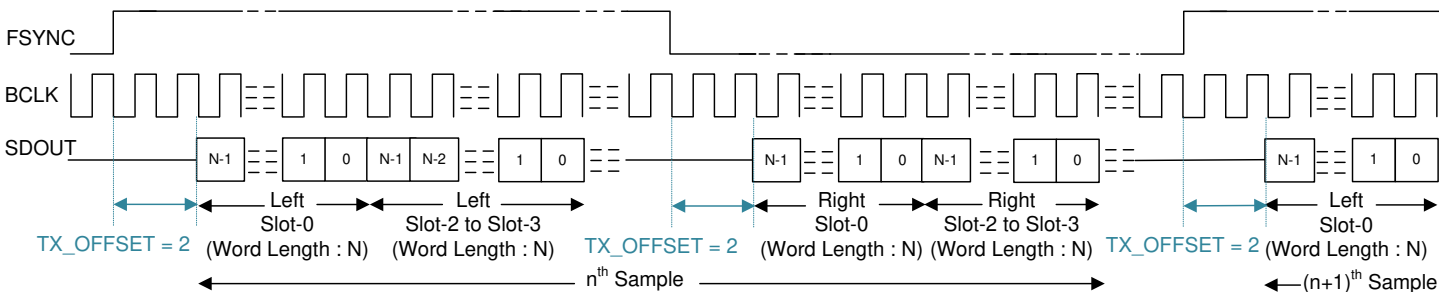 FSYNC
BCLK
SDOUT
N-1 1 0 N-1 N-2 1 0 N-1 1 0 N-1 1 0 N-1 1 0
Left Left Right Right Left
Slot-0 Slot-2 to Slot-3 Slot-0 Slot-2 to Slot-3 Slot-0
TX_OFFSET = 2 (Word Length : N) (Word Length : N) TX_OFFSET = 2 (Word Length : N) (Word Length : N) TX_OFFSET = 2 (Word Length : N)
nth Sample (n+1)th Sample